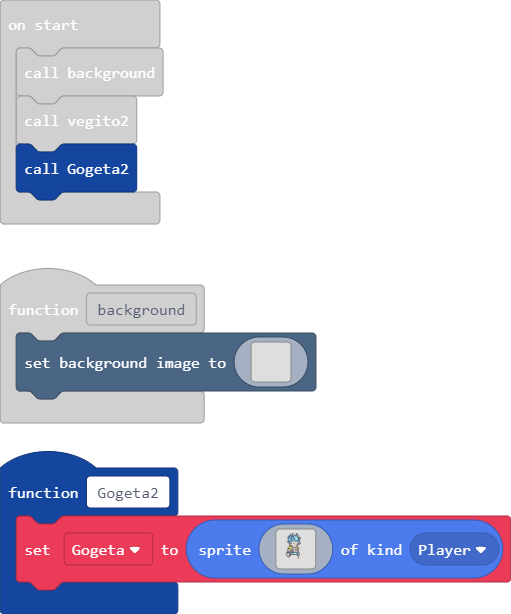 on start
call background
call vegito2
call Gogeta2
function background
set background image to
function Gogeta2
set Gogeta to sprite of kind Player